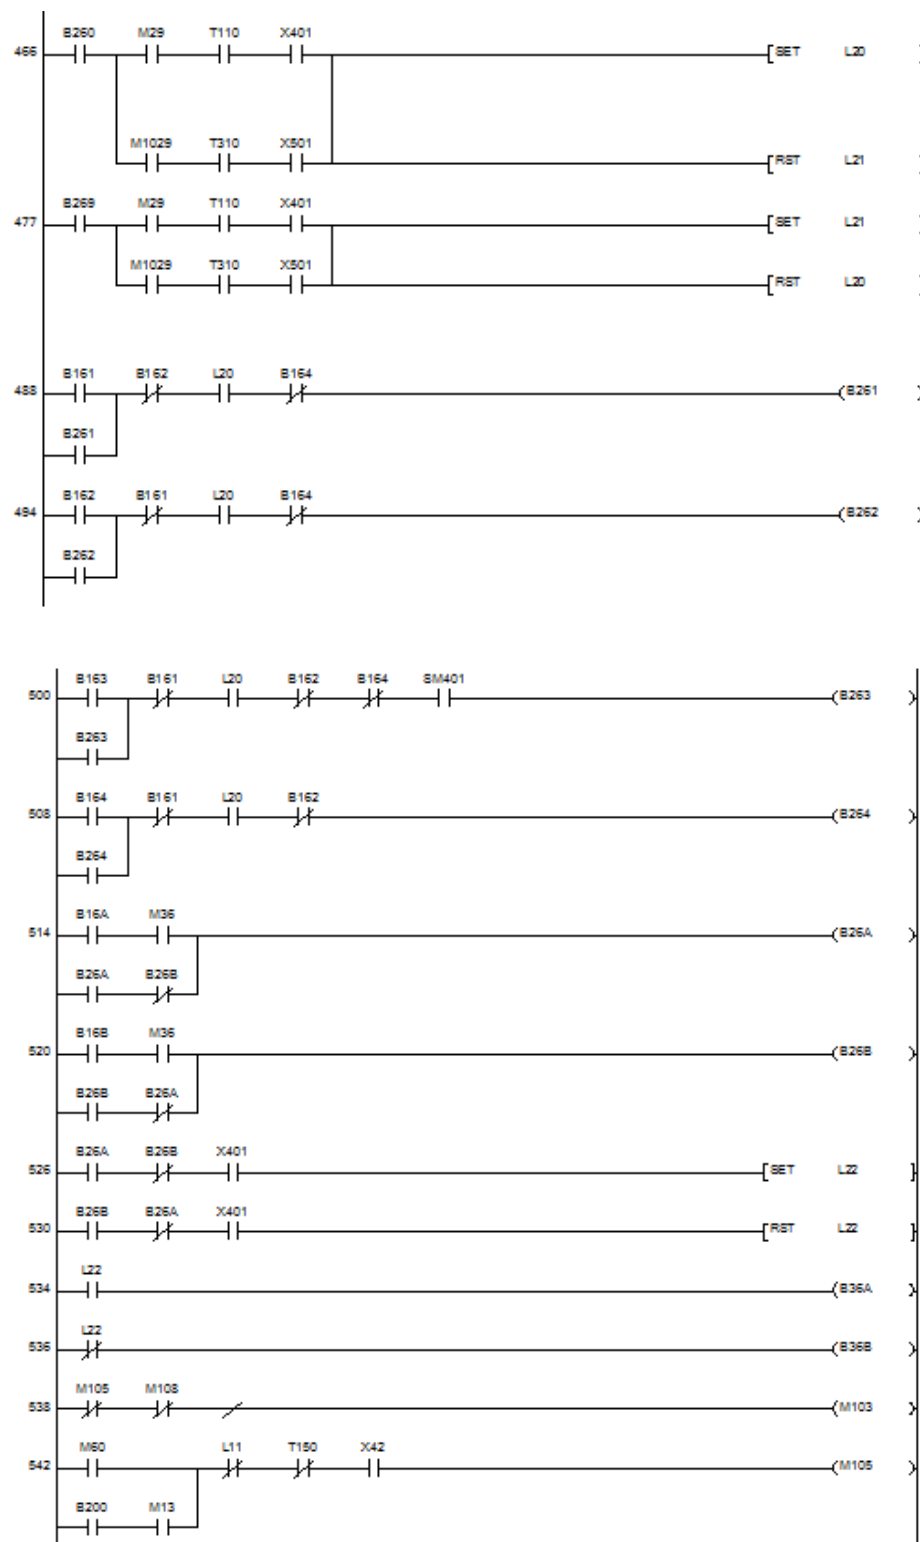 B260 M29 T110 X401
466 [SET L20 ]
M1029 T310 X501
[RST L21 ]
B269 M29 T110 X401
477 [SET L21 ]
M1029 T310 X501
[RST L20 ]
B161 B162 L20 B164
488 (B261 )
B261
B162 B161 L20 B164
494 (B262 )
B262
B163 B161 L20 B162 B164 SM401
500 (B263 )
B263
B164 B161 L20 B162
508 (B264 )
B264
B16A M36
514 (B26A )
B26A B26B
B16B M36
520 (B26B )
B26B B26A
B26A B26B X401
526 [SET L22 ]
B26B B26A X401
530 [RST L22 ]
L22
534 (B36A )
L22
536 (B36B )
M105 M108
538 (M103 )
M60 L11 T150 X42
542 (M105 )
B200 M13